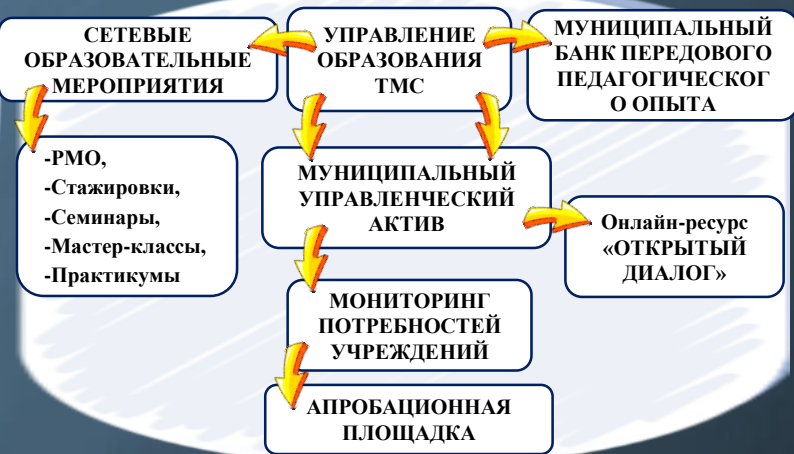 СЕТЕВЫЕ
ОБРАЗОВАТЕЛЬНЫЕ
МЕРОПРИЯТИЯ
УПРАВЛЕНИЕ
ОБРАЗОВАНИЯ
ТМС
МУНИЦИПАЛЬНЫЙ
БАНК ПЕРЕДОВОГО
ПЕДАГОГИЧЕСКОГ
О ОПЫТА
-РМО,
-Стажировки,
-Семинары,
-Мастер-классы,
-Практикумы
МУНИЦИПАЛЬНЫЙ
УПРАВЛЕНЧЕСКИЙ
АКТИВ
Онлайн-ресурс
«ОТКРЫТЫЙ
ДИАЛОГ»
МОНИТОРИНГ
ПОТРЕБНОСТЕЙ
УЧРЕЖДЕНИЙ
АПРОБАЦИОННАЯ
ПЛОЩАДКА